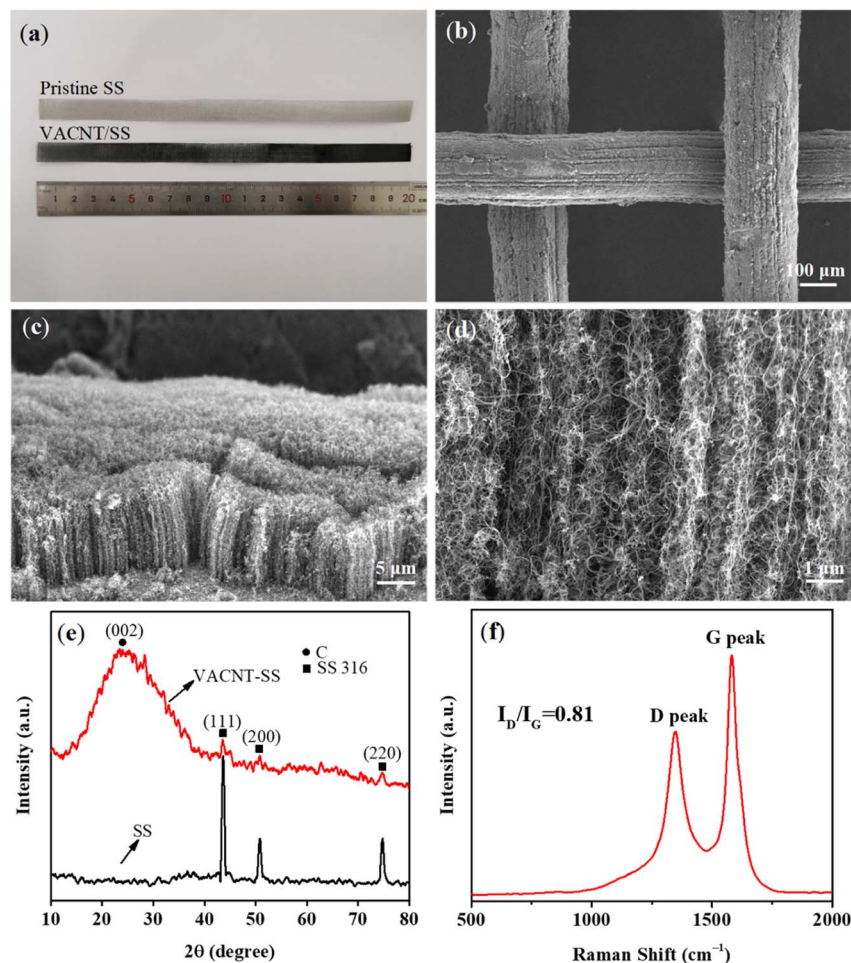 (a)
Pristine SS
VACNT/SS
1 2 3 4 5 6 7 8 9 10 1 2 3 4 5 6 7 8 9 20
(b)
100 µm
(c)
5 µm
(d)
1 µm
(e)
(002)
● C
■ SS 316
VACNT-SS
(111)
(200)
(220)
SS
Intensity (a.u.)
10 20 30 40 50 60 70 80
2θ (degree)
(f)
G peak
D peak
I_D/I_G=0.81
Intensity (a.u.)
500 1000 1500 2000
Raman Shift (cm⁻¹)